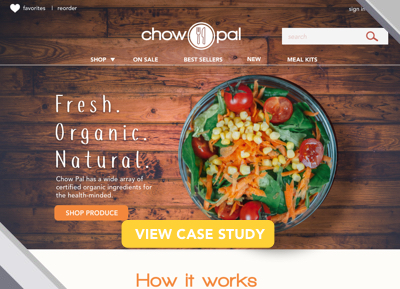 favorites | reorder
sign in
chow pal
search
SHOP ▼ ON SALE BEST SELLERS NEW MEAL KITS
Fresh.
Organic.
Natural.
Chow Pal has a wide array of
certified organic ingredients for
the health-minded
SHOP PRODUCE
VIEW CASE STUDY
How it works